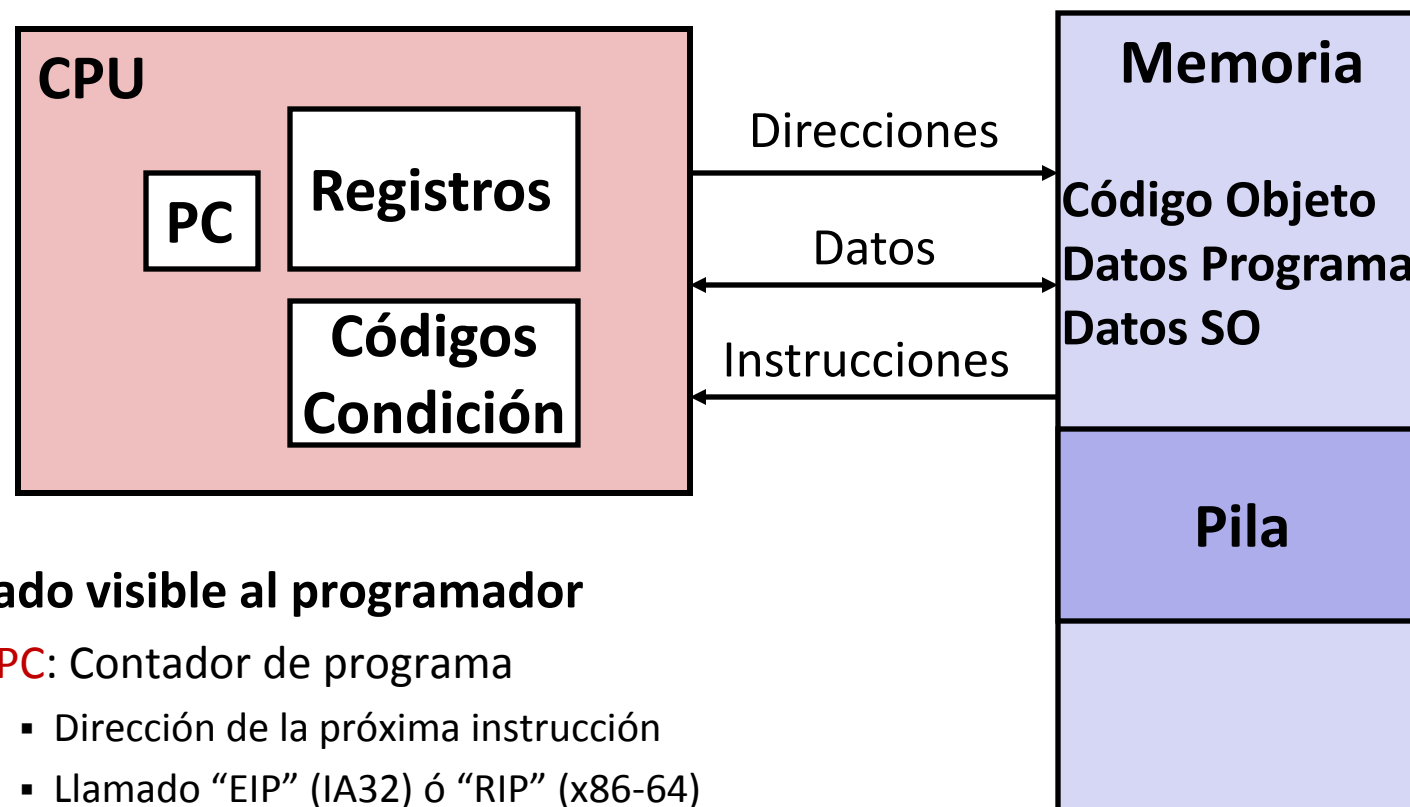 CPU
PC
Registros
Códigos
Condición
Direcciones
Datos
Instrucciones
Memoria
Código Objeto
Datos Programa
Datos SO
Pila
ado visible al programador
PC: Contador de programa
▪ Dirección de la próxima instrucción
▪ Llamado “EIP” (IA32) ó “RIP” (x86-64)